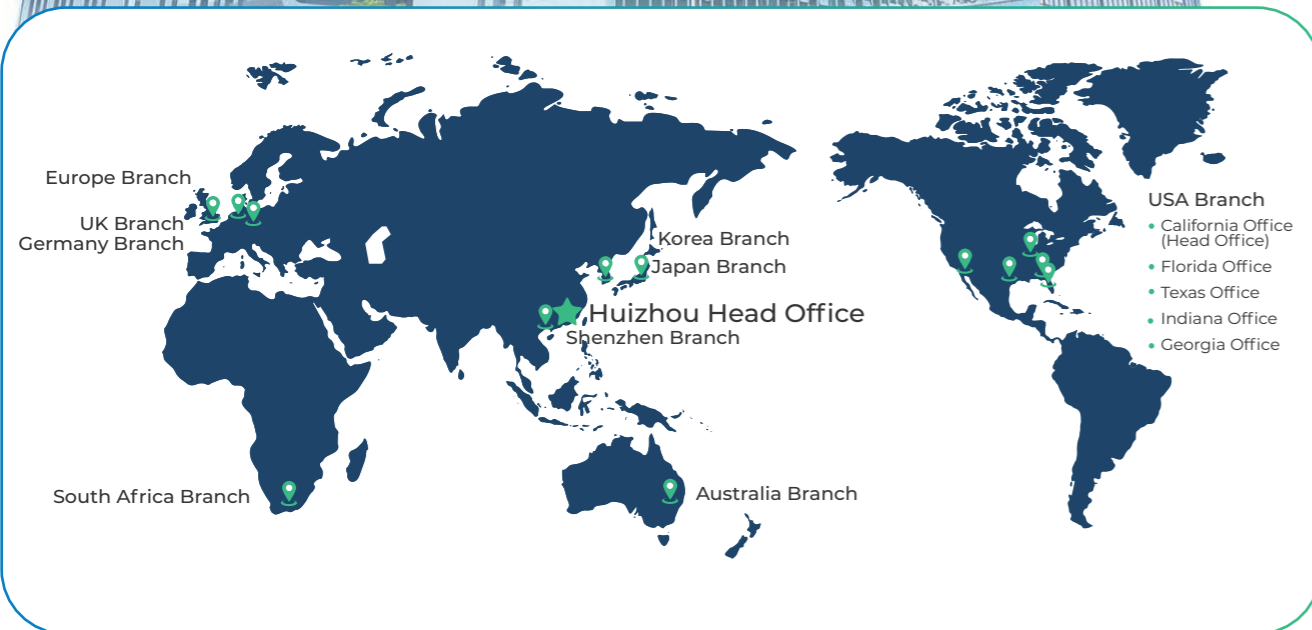 Europe Branch
UK Branch
Germany Branch
Korea Branch
Japan Branch
Huizhou Head Office
Shenzhen Branch
South Africa Branch
Australia Branch
USA Branch
• California Office
(Head Office)
• Florida Office
• Texas Office
• Indiana Office
• Georgia Office